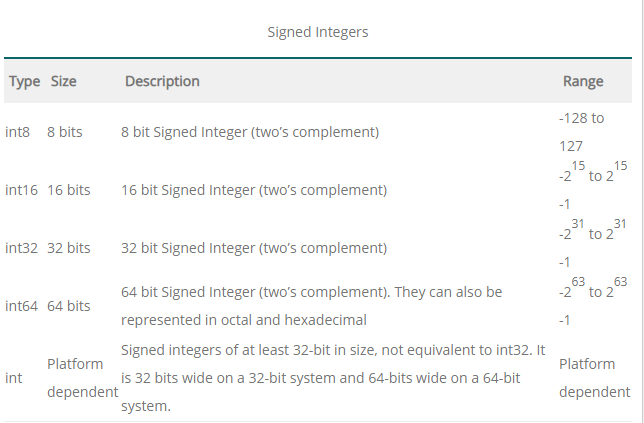 Signed Integers
Type Size Description Range
int8 8 bits 8 bit Signed Integer (two’s complement) -128 to
127
int16 16 bits 16 bit Signed Integer (two’s complement) -2^15 to 2^15
-1
int32 32 bits 32 bit Signed Integer (two’s complement) -2^31 to 2^31
-1
int64 64 bits 64 bit Signed Integer (two’s complement). They can also be
represented in octal and hexadecimal -2^63 to 2^63
-1
int Platform
dependent Signed integers of at least 32-bit in size, not equivalent to int32. It
is 32 bits wide on a 32-bit system and 64-bits wide on a 64-bit
system. Platform
dependent